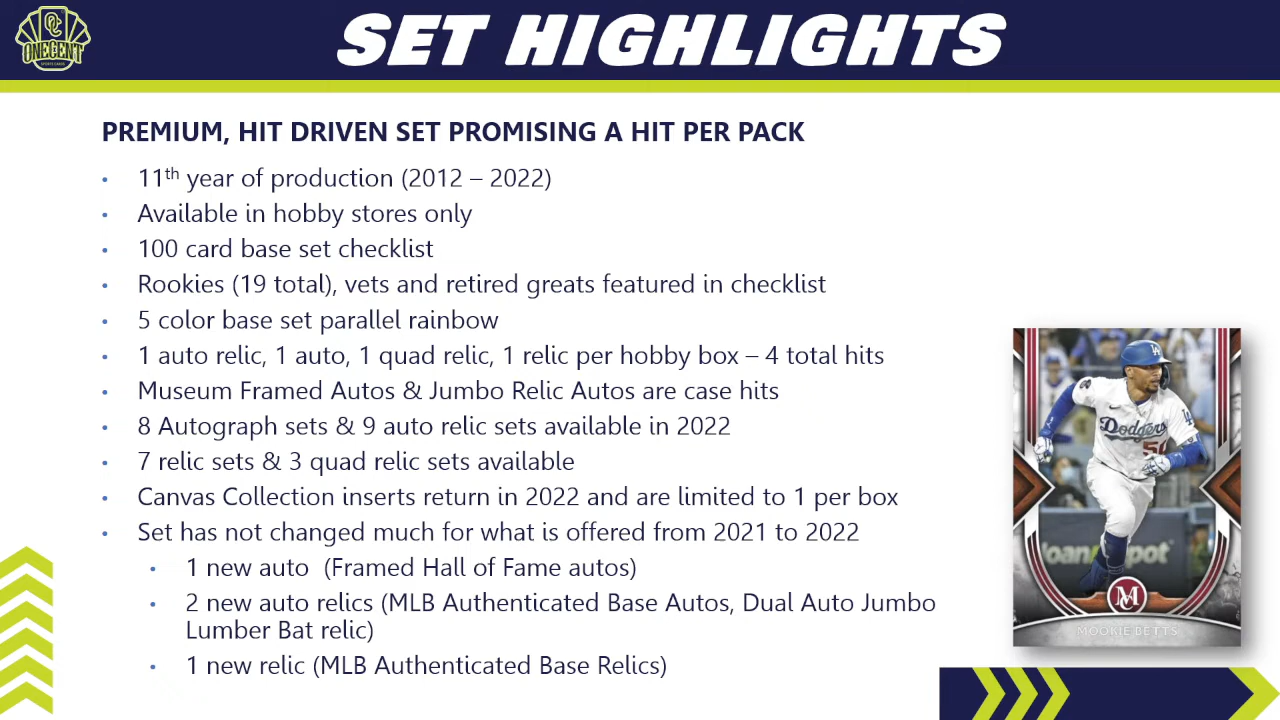 OC
ONEGENT
SPORTS CARDS
SET HIGHLIGHTS
PREMIUM, HIT DRIVEN SET PROMISING A HIT PER PACK
• 11th year of production (2012 – 2022)
• Available in hobby stores only
• 100 card base set checklist
• Rookies (19 total), vets and retired greats featured in checklist
• 5 color base set parallel rainbow
• 1 auto relic, 1 auto, 1 quad relic, 1 relic per hobby box – 4 total hits
• Museum Framed Autos & Jumbo Relic Autos are case hits
• 8 Autograph sets & 9 auto relic sets available in 2022
• 7 relic sets & 3 quad relic sets available
• Canvas Collection inserts return in 2022 and are limited to 1 per box
• Set has not changed much for what is offered from 2021 to 2022
• 1 new auto (Framed Hall of Fame autos)
• 2 new auto relics (MLB Authenticated Base Autos, Dual Auto Jumbo
Lumber Bat relic)
• 1 new relic (MLB Authenticated Base Relics)
LA
Dodgers
50
LA
MC
MOOKIE BETTS